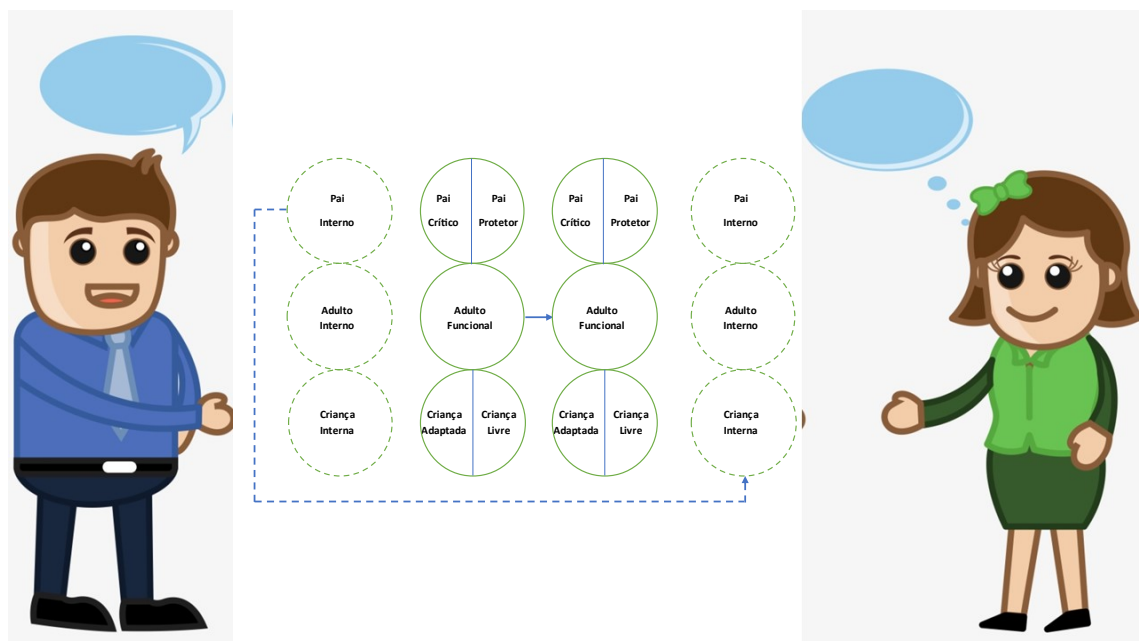 Pai
Interno
Pai
Crítico
Pai
Protetor
Pai
Crítico
Pai
Protetor
Pai
Interno
Adulto
Interno
Adulto
Funcional
Adulto
Funcional
Adulto
Interno
Criança
Interna
Criança
Adaptada
Criança
Livre
Criança
Adaptada
Criança
Livre
Criança
Interna